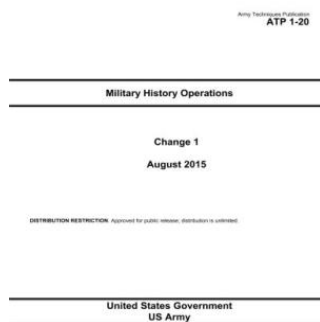 Army Techniques Publication
ATP 1-20
Military History Operations
Change 1
August 2015
DISTRIBUTION RESTRICTION: Approved for public release; distribution is unlimited.
United States Government
US Army